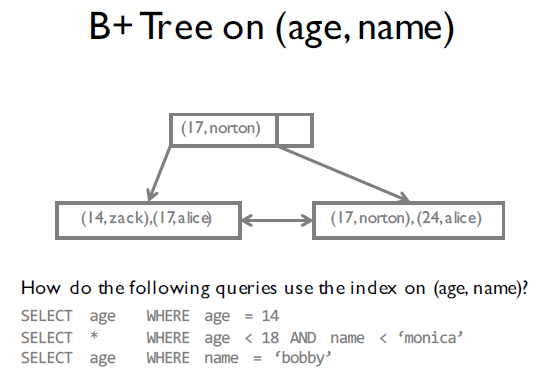 B+ Tree on (age, name)
(17, norton)
(14, zack),(17, alice)
(17, norton), (24, alice)
How do the following queries use the index on (age, name)?
SELECT age WHERE age = 14
SELECT * WHERE age < 18 AND name < ‘monica’
SELECT age WHERE name = ‘bobby’